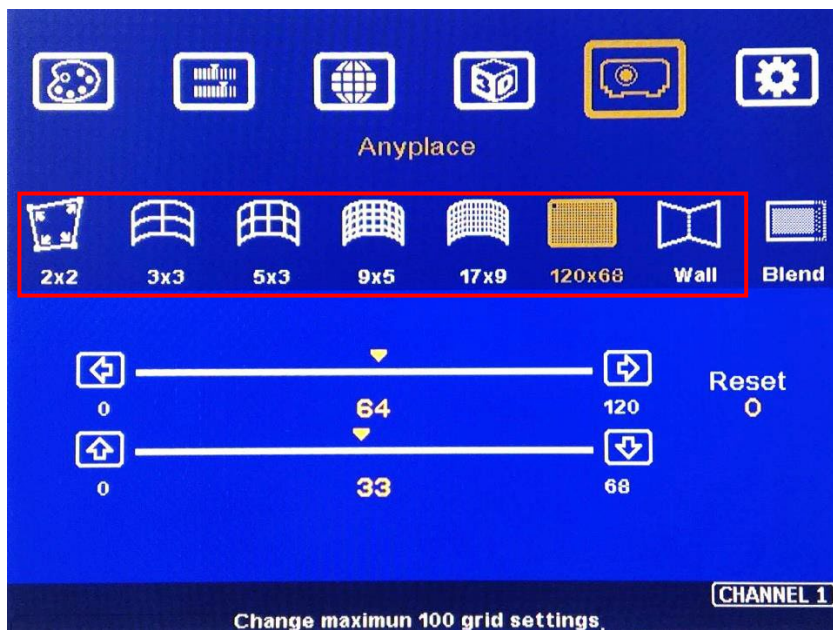 3D
Anyplace
2x2 3x3 5x3 9x5 17x9 120x68 Wall Blend
0 64 120
Reset
O
0 33 68
CHANNEL 1
Change maximun 100 grid settings.